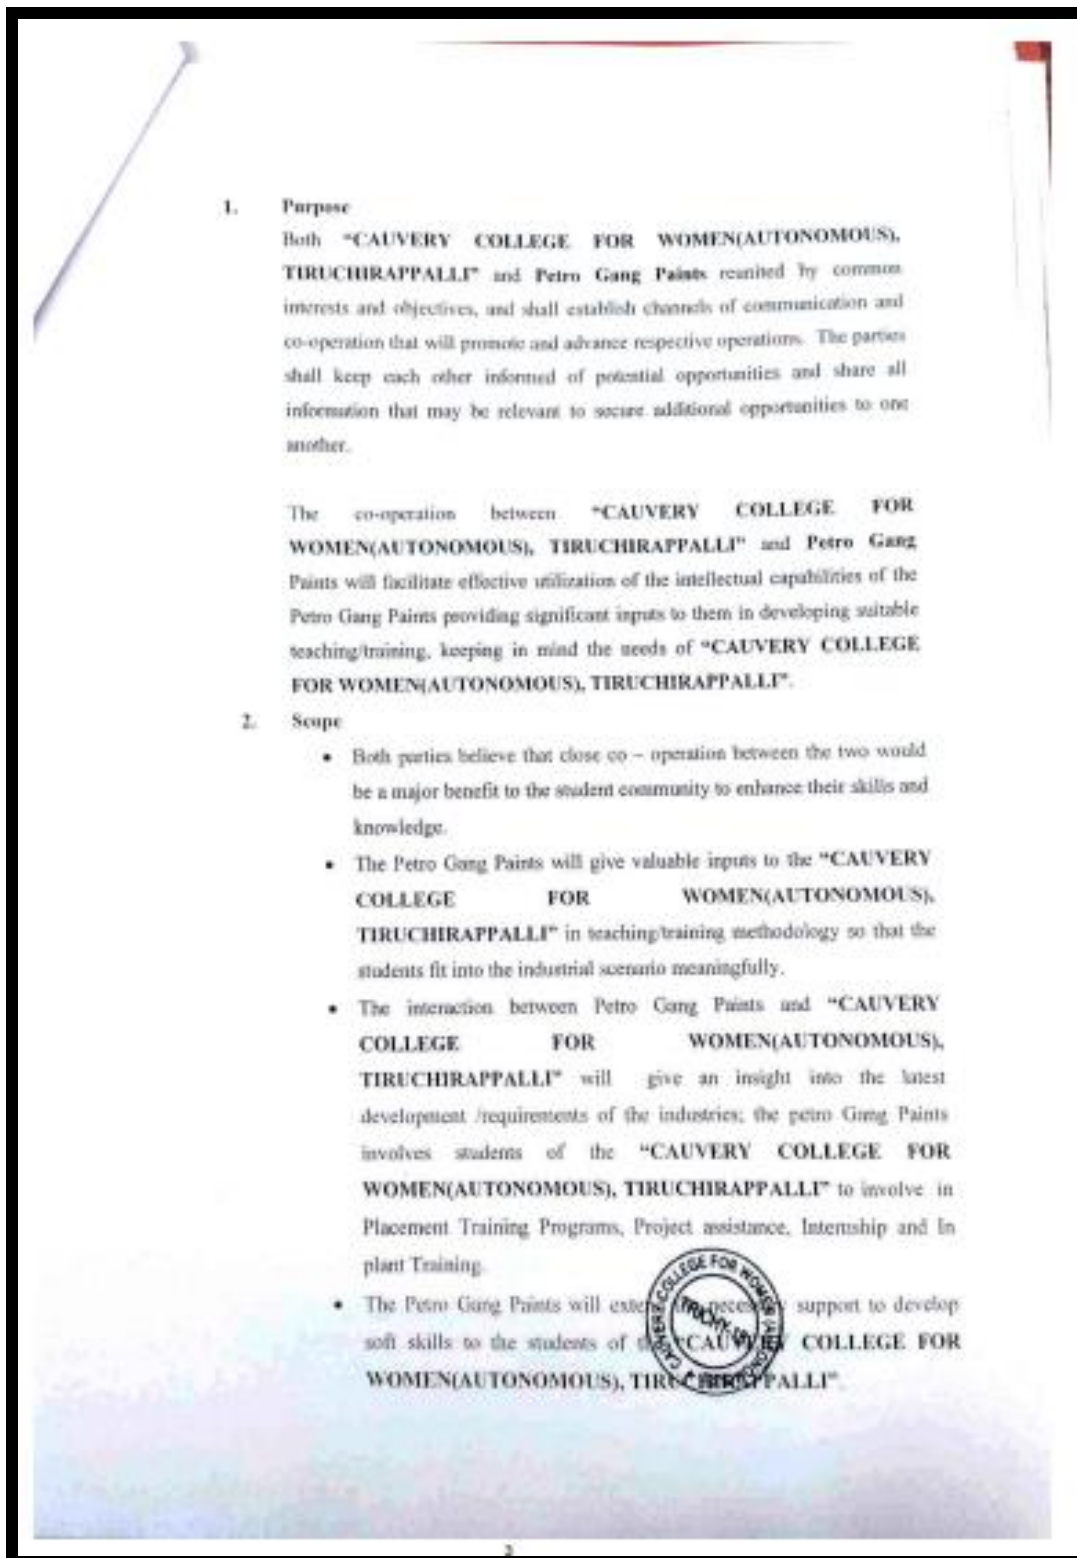 1. Purpose
Both "CAUVERY COLLEGE FOR WOMEN(AUTONOMOUS),
TIRUCHIRAPPALLI" and Petro Gang Paints reunited by common
interests and objectives, and shall establish channels of communication and
co-operation that will promote and advance respective operations. The parties
shall keep each other informed of potential opportunities and share all
information that may be relevant to secure additional opportunities to one
another.
The co-operation between "CAUVERY COLLEGE FOR
WOMEN(AUTONOMOUS), TIRUCHIRAPPALLI" and Petro Gang
Paints will facilitate effective utilization of the intellectual capabilities of the
Petro Gang Paints providing significant inputs to them in developing suitable
teaching/training, keeping in mind the needs of "CAUVERY COLLEGE
FOR WOMEN(AUTONOMOUS), TIRUCHIRAPPALLI".
2. Scope
• Both parties believe that close co – operation between the two would
be a major benefit to the student community to enhance their skills and
knowledge.
• The Petro Gang Paints will give valuable inputs to the "CAUVERY
COLLEGE FOR WOMEN(AUTONOMOUS),
TIRUCHIRAPPALLI" in teaching/training methodology so that the
students fit into the industrial scenario meaningfully.
• The interaction between Petro Gang Paints and "CAUVERY
COLLEGE FOR WOMEN(AUTONOMOUS),
TIRUCHIRAPPALLI" will give an insight into the latest
development /requirements of the industries; the petro Gang Paints
involves students of the "CAUVERY COLLEGE FOR
WOMEN(AUTONOMOUS), TIRUCHIRAPPALLI" to involve in
Placement Training Programs, Project assistance, Internship and In
plant Training.
• The Petro Gang Paints will necessary support to develop
soft skills to the students of the "CAUVERY COLLEGE FOR
WOMEN(AUTONOMOUS), TIRUCHIRAPPALLI".
COLLEGE FOR WOMEN